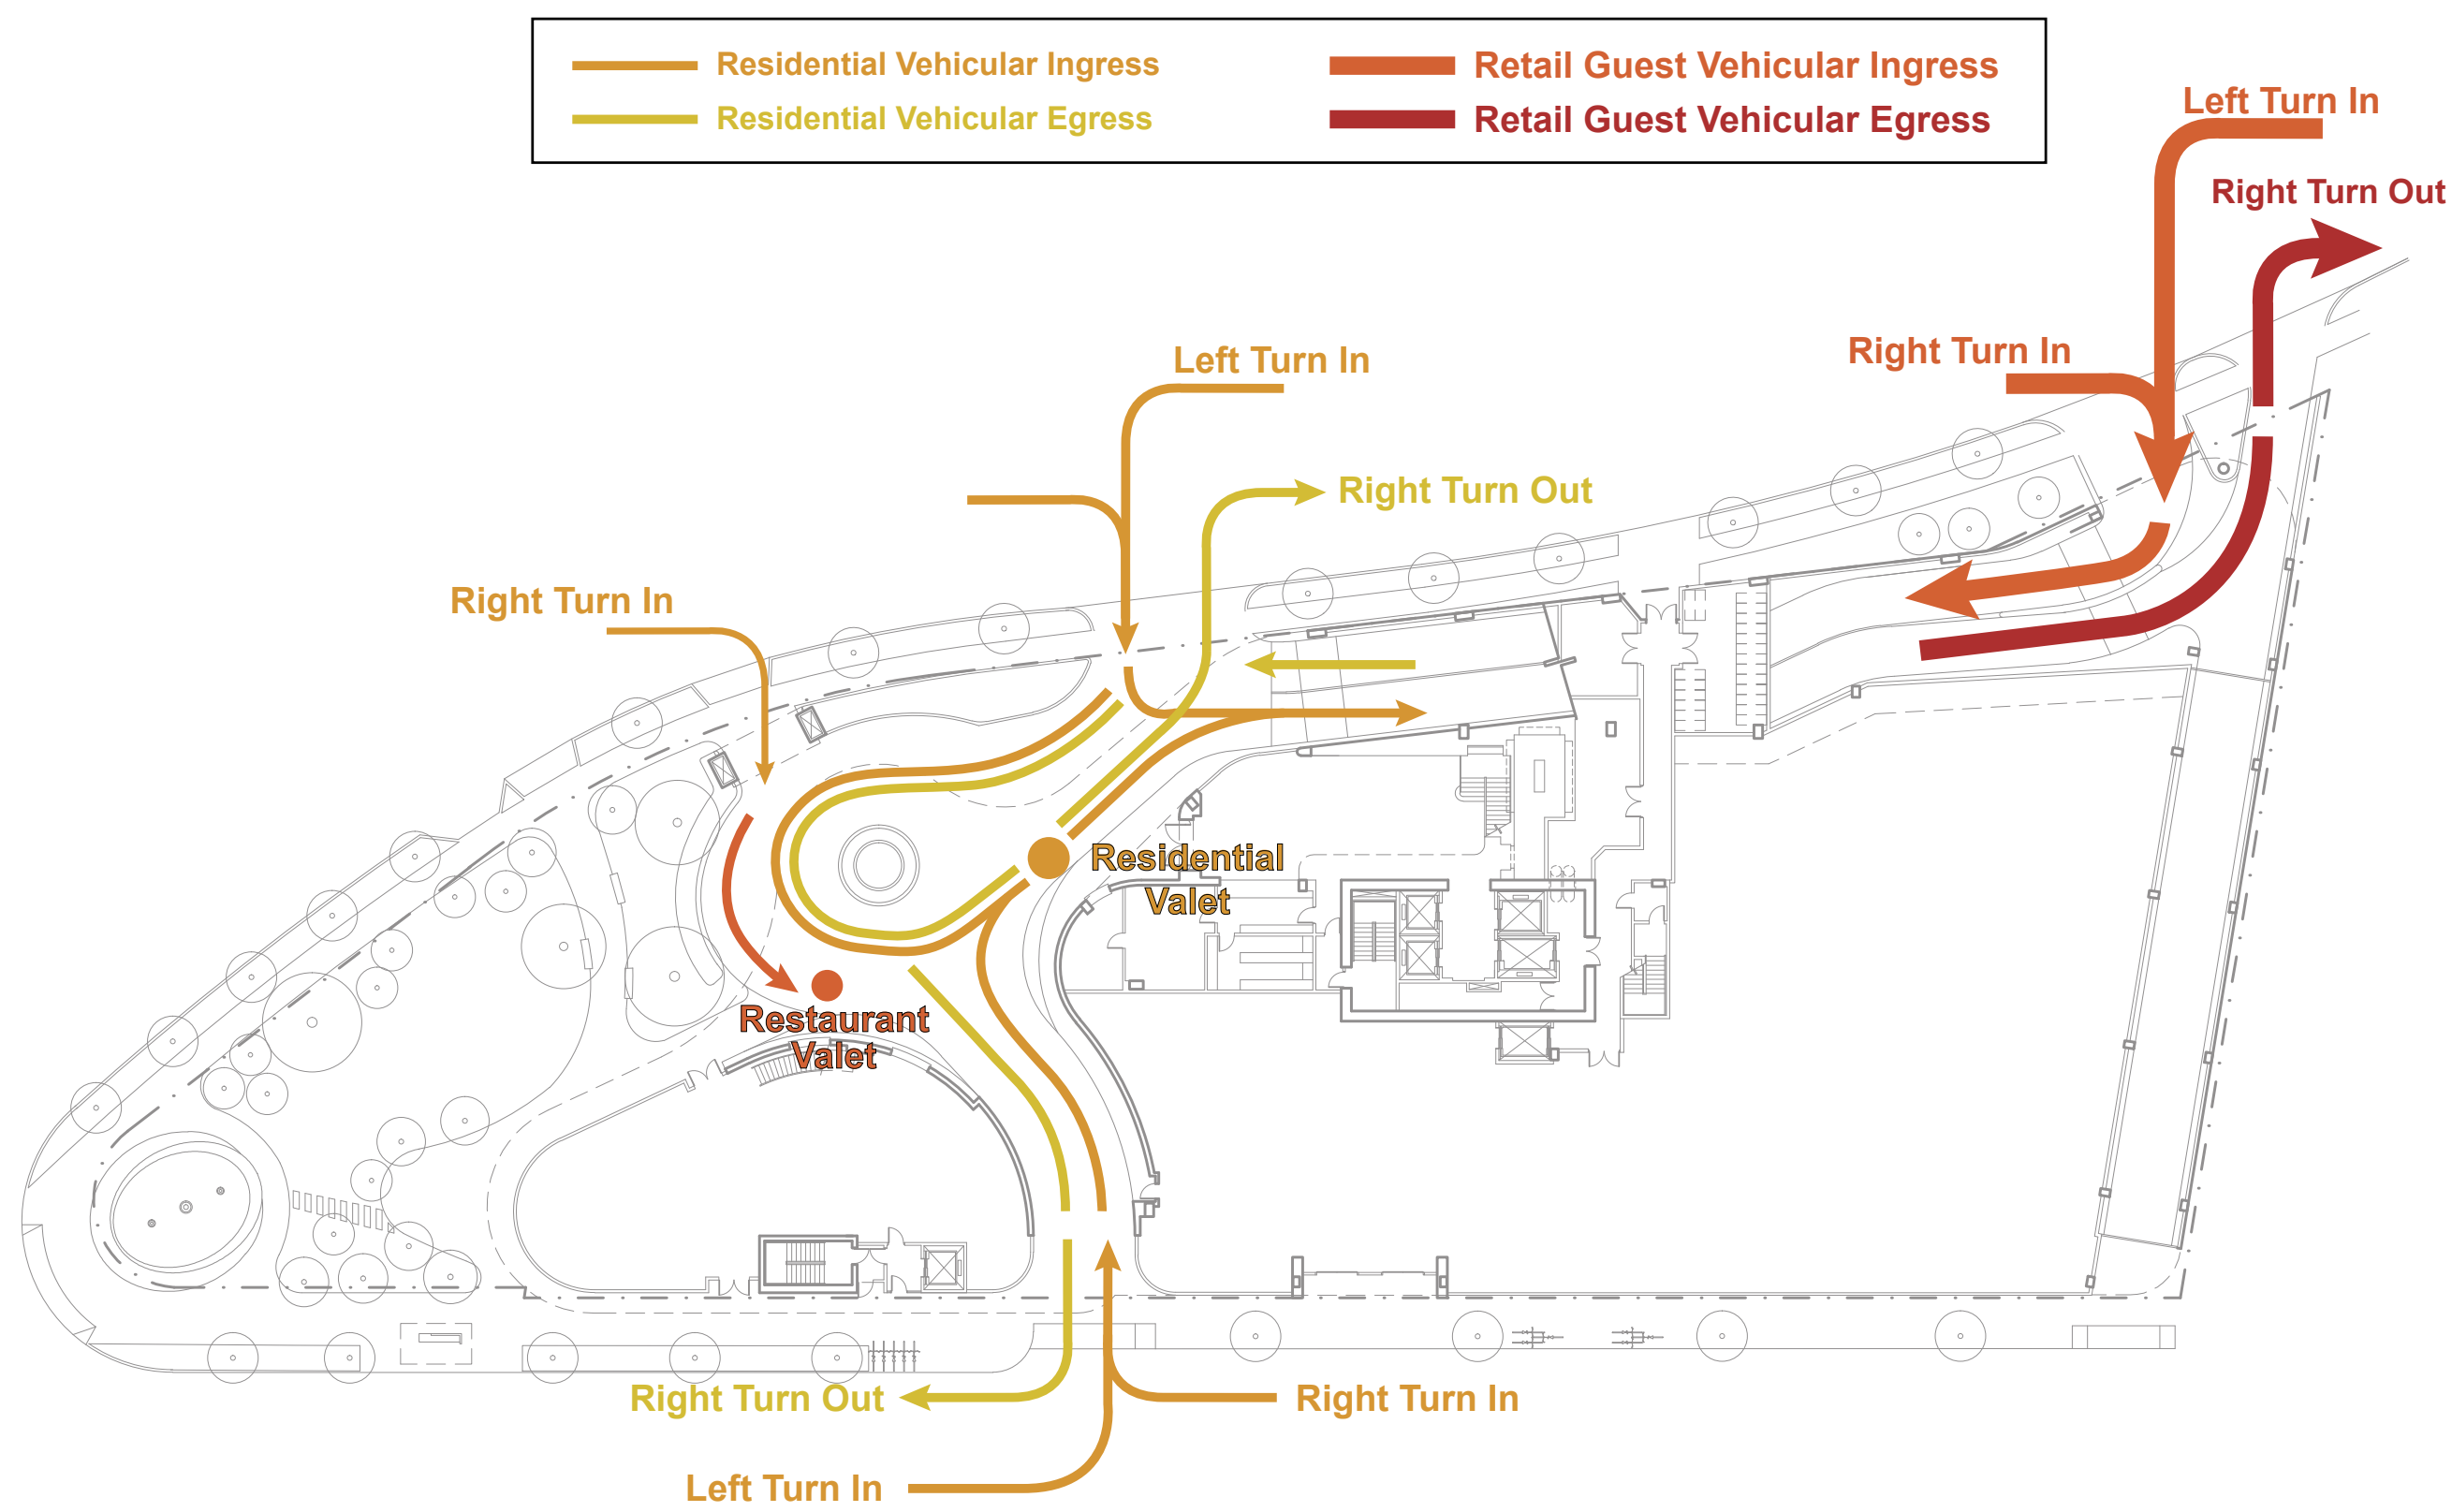 Residential Vehicular Ingress
Residential Vehicular Egress
Retail Guest Vehicular Ingress
Retail Guest Vehicular Egress
Left Turn In
Right Turn Out
Right Turn In
Left Turn In
Right Turn Out
Right Turn In
Residential
Valet
Restaurant
Valet
Right Turn Out
Right Turn In
Left Turn In